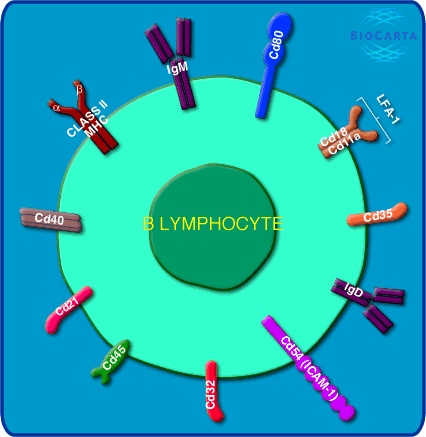 BIOCARTA
IgM
Cd80
β
α
CLASS II
MHC
LFA-1
Cd18
Cd11a
Cd40
Cd35
B LYMPHOCYTE
IgD
Cd21
Cd45
Cd32
Cd54(ICAM-1)